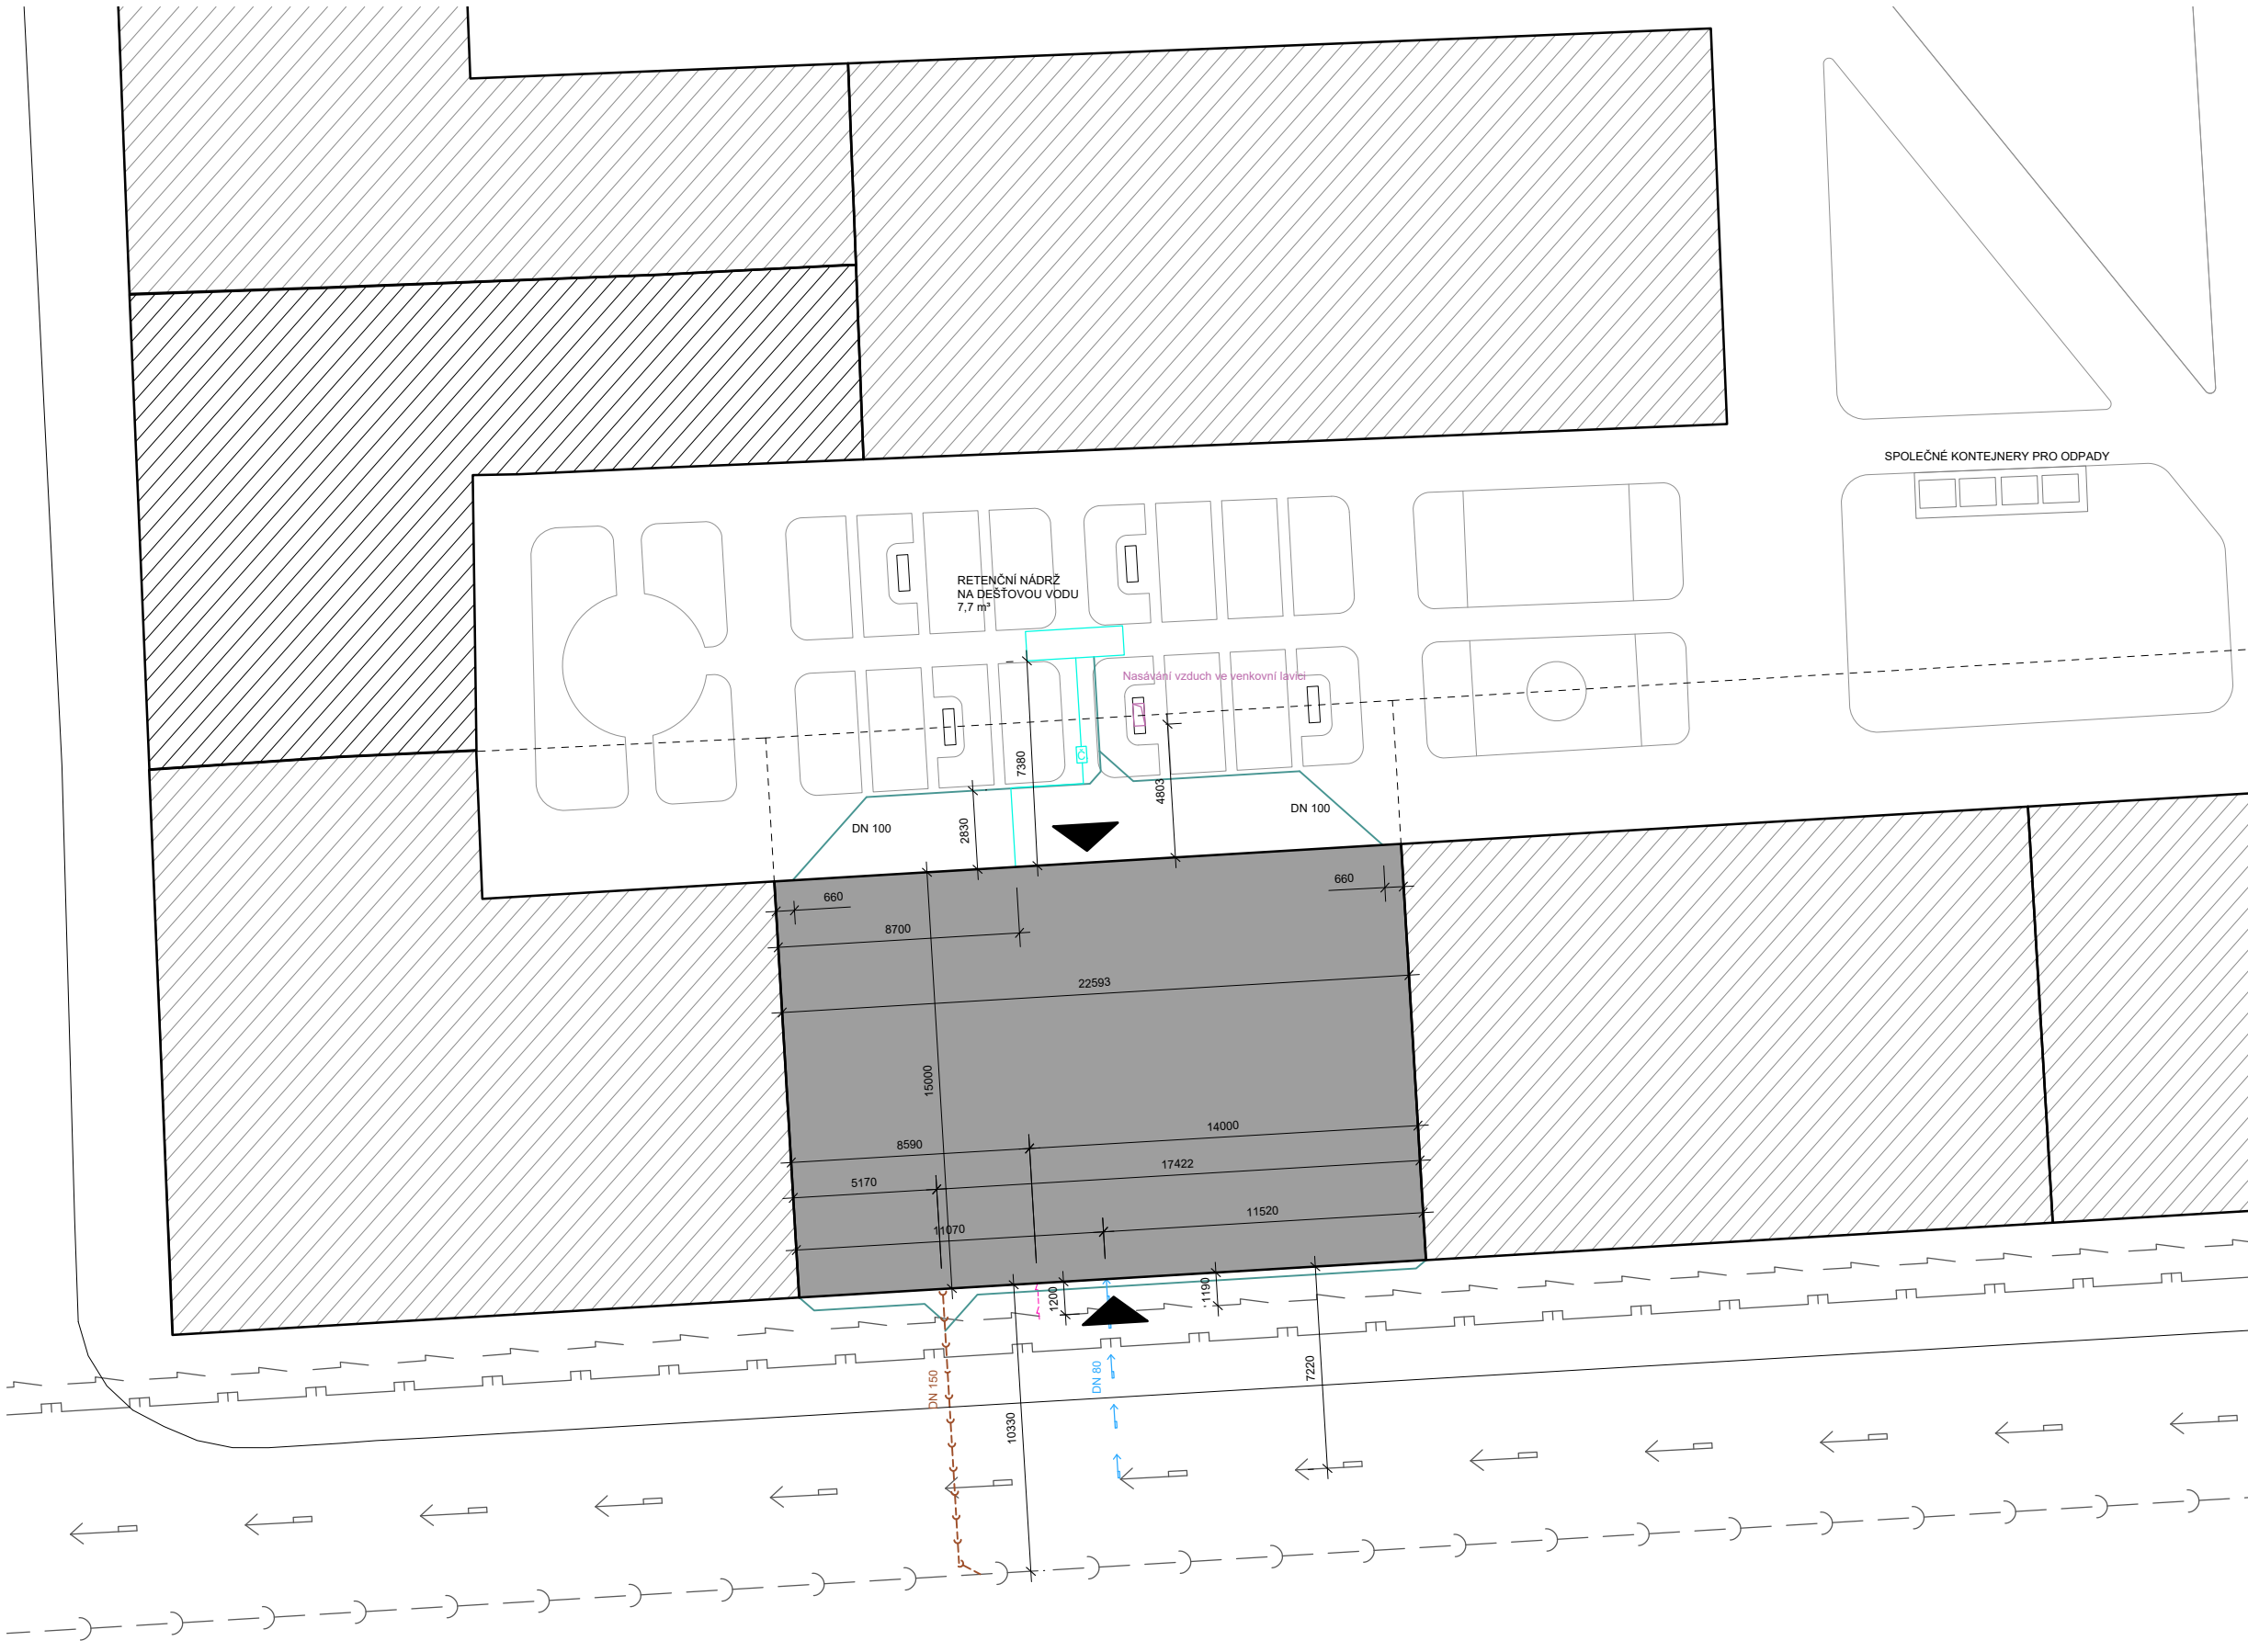 SPOLEČNÉ KONTEJNERY PRO ODPADY
RETENČNÍ NÁDRŽ
NA DEŠŤOVOU VODU
7,7 m³
Nasávání vzduch ve venkovní lavici
Č
7380
4803
2830
DN 100
DN 100
660
660
8700
22593
15000
8590
14000
17422
5170
11070
11520
1200
1190
DN 150
DN 80
7220
10330